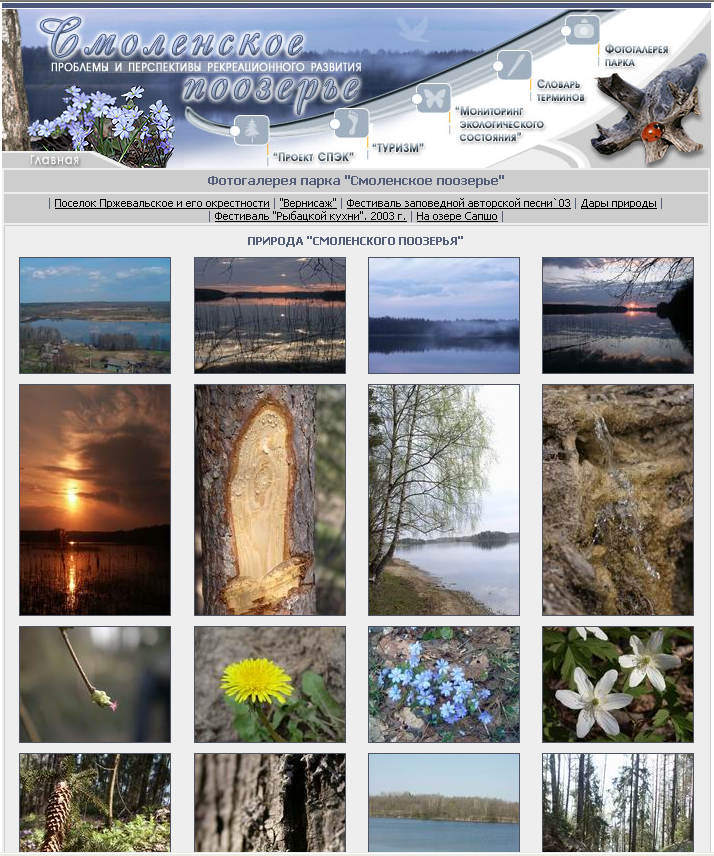 Смоленское
ПРОБЛЕМЫ И ПЕРСПЕКТИВЫ РЕКРЕАЦИОННОГО РАЗВИТИЯ
поозерье
Фотогалерея
парка
Словарь
терминов
"Мониторинг
экологического
состояния"
"ТУРИЗМ"
"Проект СПЭК"
Главная
Фотогалерея парка "Смоленское поозерье"
| Поселок Пржевальское и его окрестности | "Вернисаж" | Фестиваль заповедной авторской песни`03 | Дары природы |
| Фестиваль "Рыбацкой кухни". 2003 г. | На озере Сапшо |
ПРИРОДА "СМОЛЕНСКОГО ПООЗЕРЬЯ"